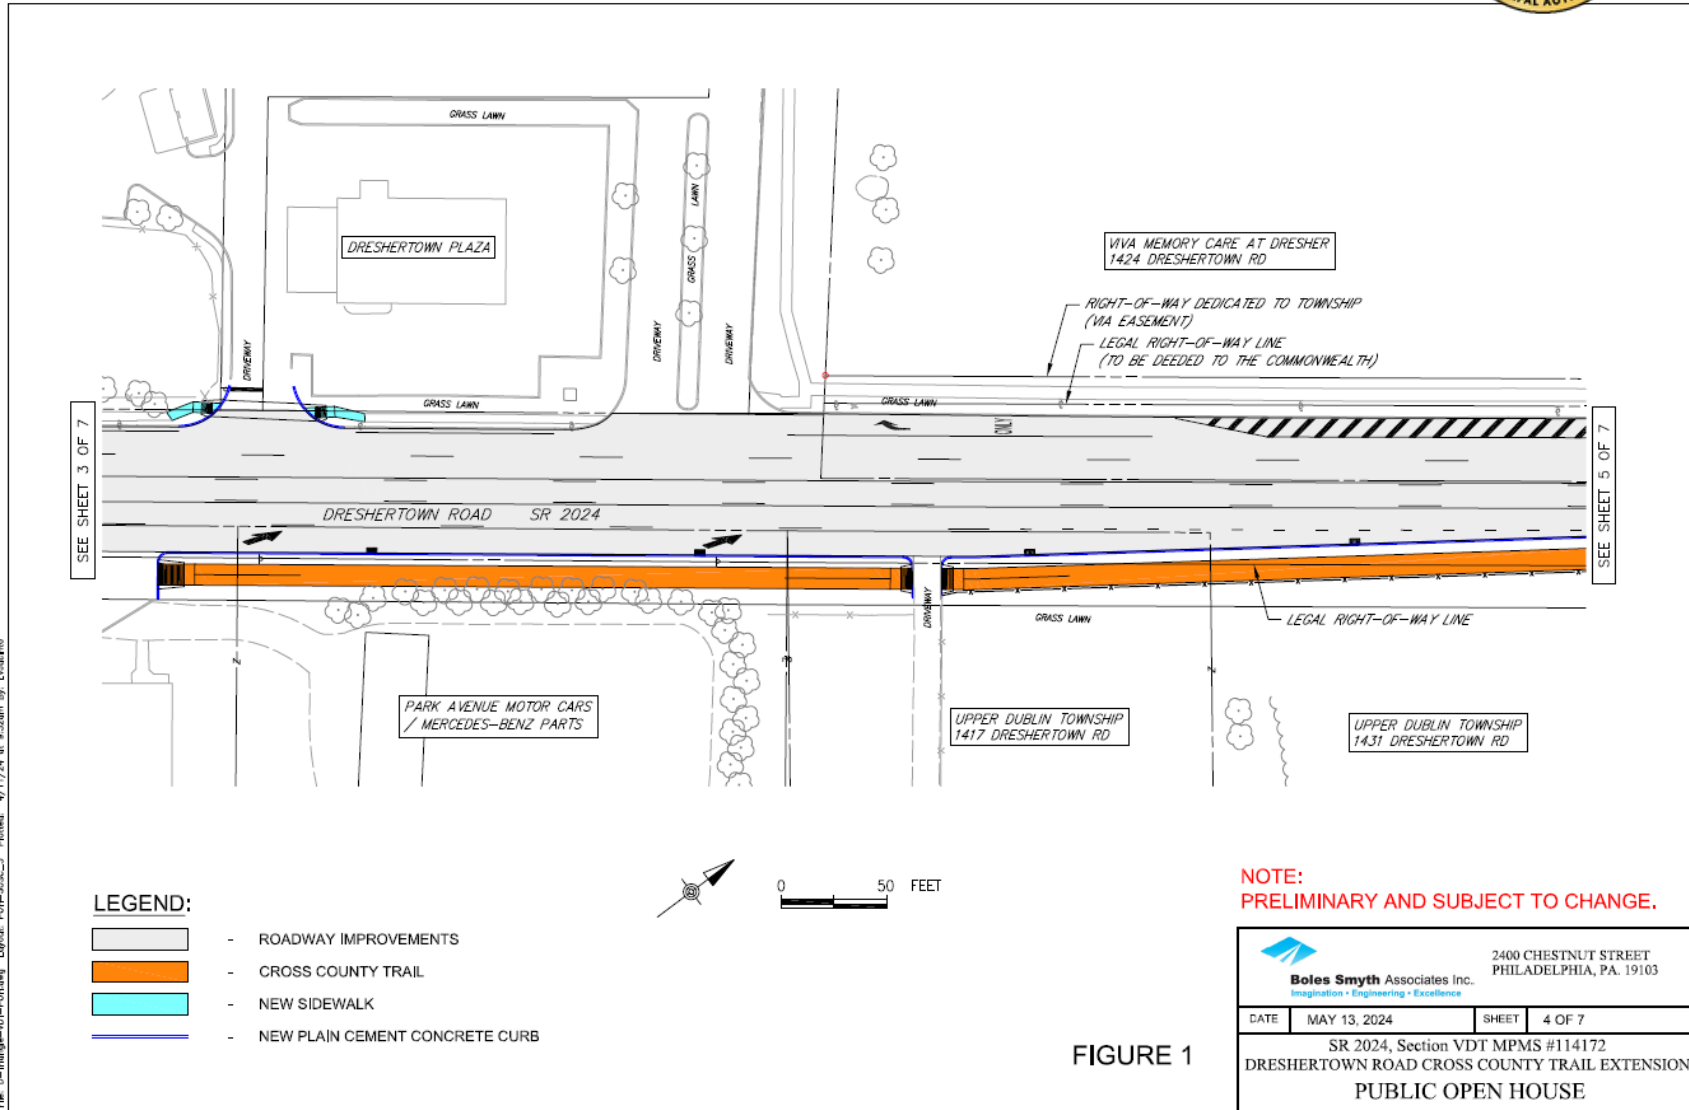 GRASS LAWN
DRESHERTOWN PLAZA
GRASS LAWN
DRIVEWAY
DRIVEWAY
DRIVEWAY
GRASS LAWN
VIVA MEMORY CARE AT DRESHER
1424 DRESHERTOWN RD
RIGHT-OF-WAY DEDICATED TO TOWNSHIP
(VIA EASEMENT)
LEGAL RIGHT-OF-WAY LINE
(TO BE DEEDED TO THE COMMONWEALTH)
GRASS LAWN
ONLY
SEE SHEET 3 OF 7
SEE SHEET 5 OF 7
DRESHERTOWN ROAD SR 2024
DRIVEWAY
GRASS LAWN
LEGAL RIGHT-OF-WAY LINE
PARK AVENUE MOTOR CARS
/ MERCEDES-BENZ PARTS
UPPER DUBLIN TOWNSHIP
1417 DRESHERTOWN RD
UPPER DUBLIN TOWNSHIP
1431 DRESHERTOWN RD
0 50 FEET
LEGEND:
- ROADWAY IMPROVEMENTS
- CROSS COUNTY TRAIL
- NEW SIDEWALK
- NEW PLAIN CEMENT CONCRETE CURB
NOTE:
PRELIMINARY AND SUBJECT TO CHANGE.
Boles Smyth Associates Inc.
Imagination • Engineering • Excellence
2400 CHESTNUT STREET
PHILADELPHIA, PA. 19103
DATE MAY 13, 2024 SHEET 4 OF 7
SR 2024, Section VDT MPMS #114172
DRESHERTOWN ROAD CROSS COUNTY TRAIL EXTENSION
PUBLIC OPEN HOUSE
FIGURE 1